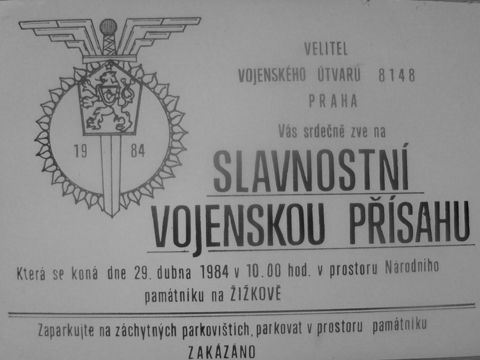 VELITEL
VOJENSKÉHO ÚTVARU 8148
PRAHA
Vás srdečně zve na
19 84
SLAVNOSTNÍ
VOJENSKOU PŘÍSAHU
Která se koná dne 29. dubna 1984 v 10.00 hod. v prostoru Národního
památníku na ŽIŽKOVĚ
Zaparkujte na záchytných parkovištích, parkovat v prostoru památníku
ZAKÁZÁNO